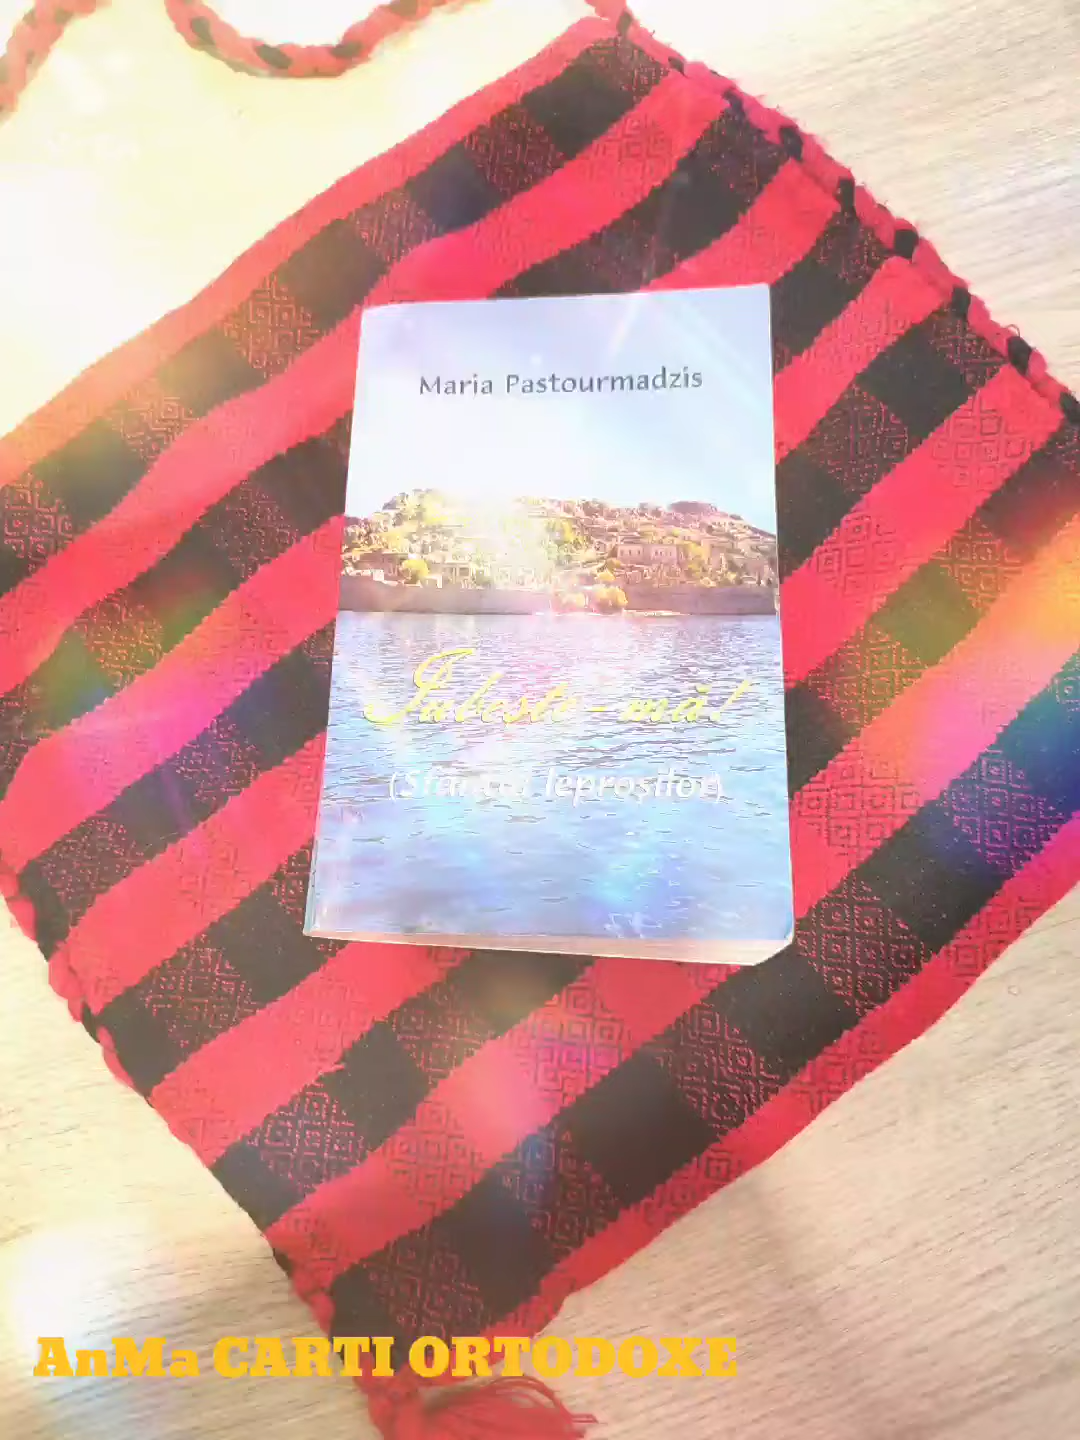 Maria Pastourmadzis
Iubește-mă!
(Sfântul leproșilor)
AnMa CARTI ORTODOXE